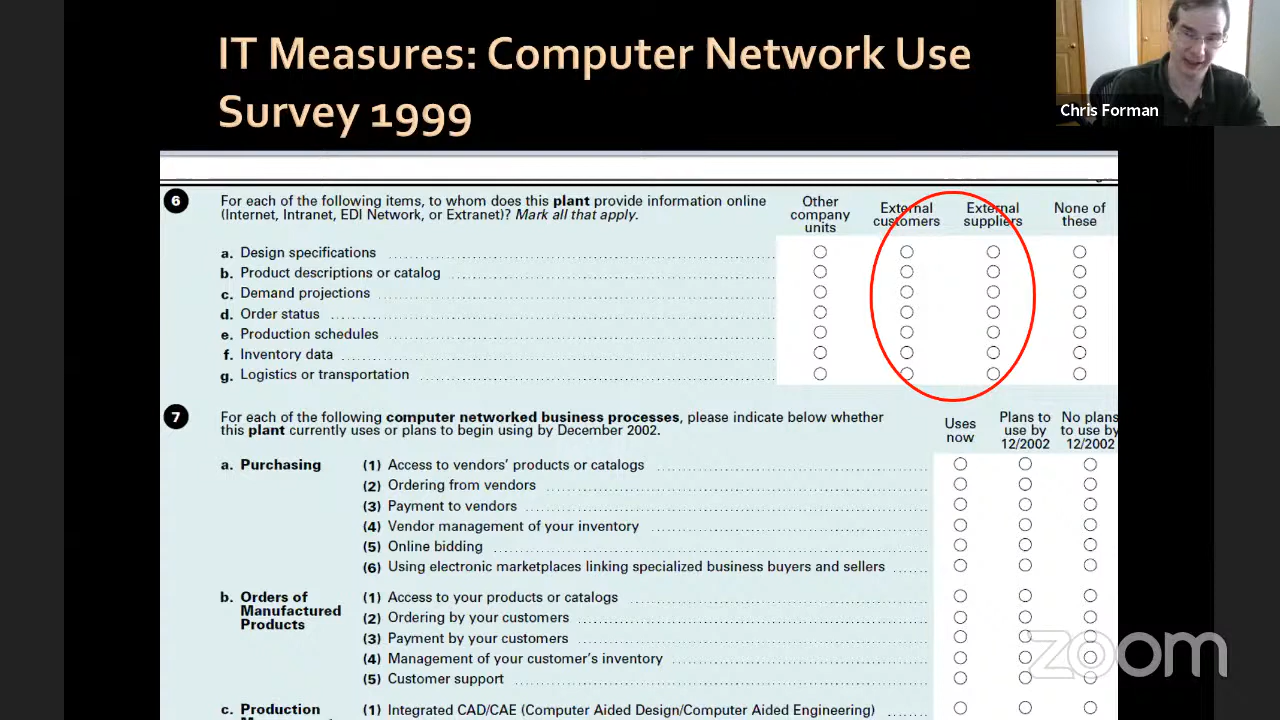 IT Measures: Computer Network Use
Survey 1999
Chris Forman
6 For each of the following items, to whom does this plant provide information online
(Internet, Intranet, EDI Network, or Extranet)? Mark all that apply.
Other
company
units
External
customers
External
suppliers
None of
these
a. Design specifications
b. Product descriptions or catalog
c. Demand projections
d. Order status
e. Production schedules
f. Inventory data
g. Logistics or transportation
7 For each of the following computer networked business processes, please indicate below whether
this plant currently uses or plans to begin using by December 2002.
Uses
now
Plans to
use by
12/2002
No plans
to use by
12/2002
a. Purchasing (1) Access to vendors' products or catalogs
(2) Ordering from vendors
(3) Payment to vendors
(4) Vendor management of your inventory
(5) Online bidding
(6) Using electronic marketplaces linking specialized business buyers and sellers
b. Orders of
Manufactured
Products
(1) Access to your products or catalogs
(2) Ordering by your customers
(3) Payment by your customers
(4) Management of your customer's inventory
(5) Customer support
c. Production (1) Integrated CAD/CAE (Computer Aided Design/Computer Aided Engineering)
zoom